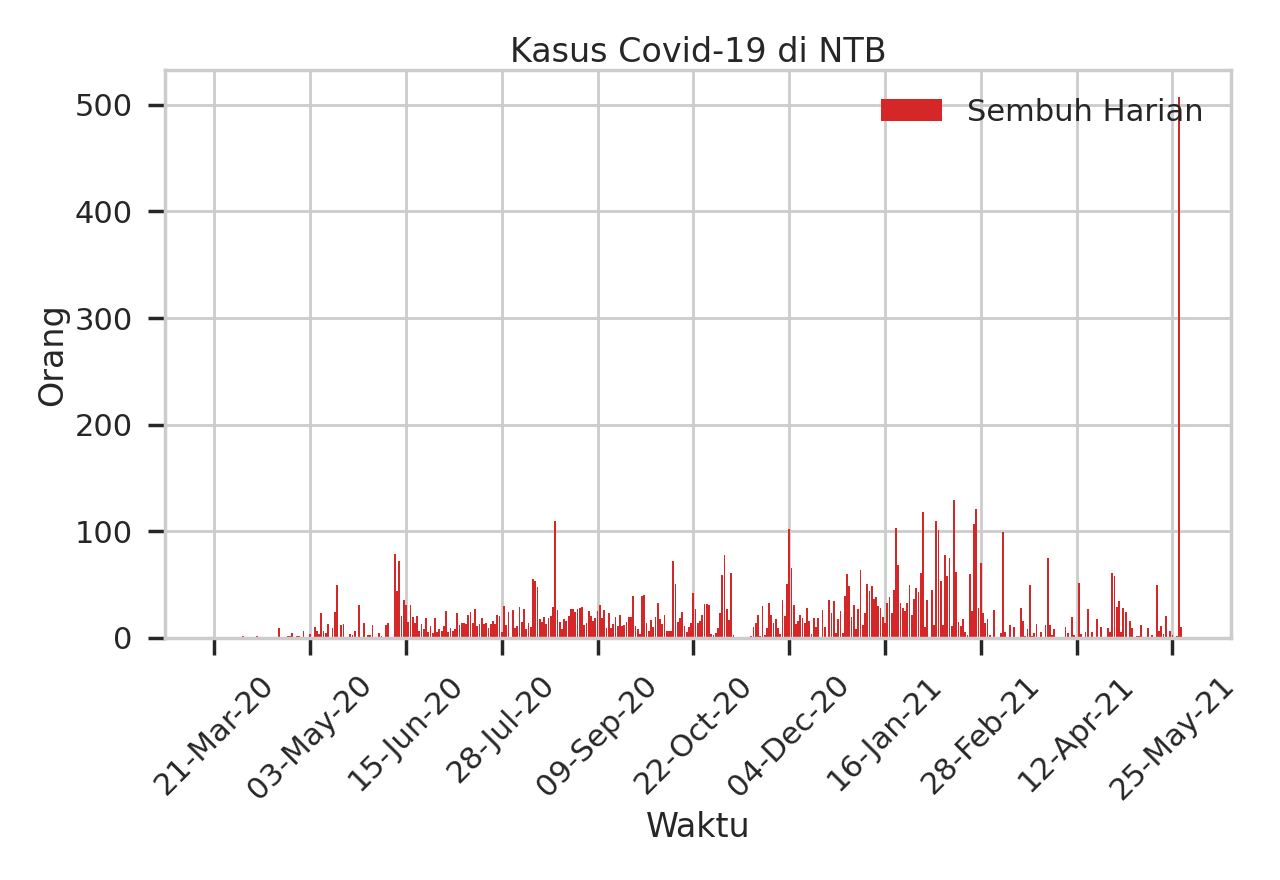 Kasus Covid-19 di NTB
Sembuh Harian
Orang
500
400
300
200
100
0
21-Mar-20
03-May-20
15-Jun-20
28-Jul-20
09-Sep-20
22-Oct-20
04-Dec-20
16-Jan-21
28-Feb-21
12-Apr-21
25-May-21
Waktu